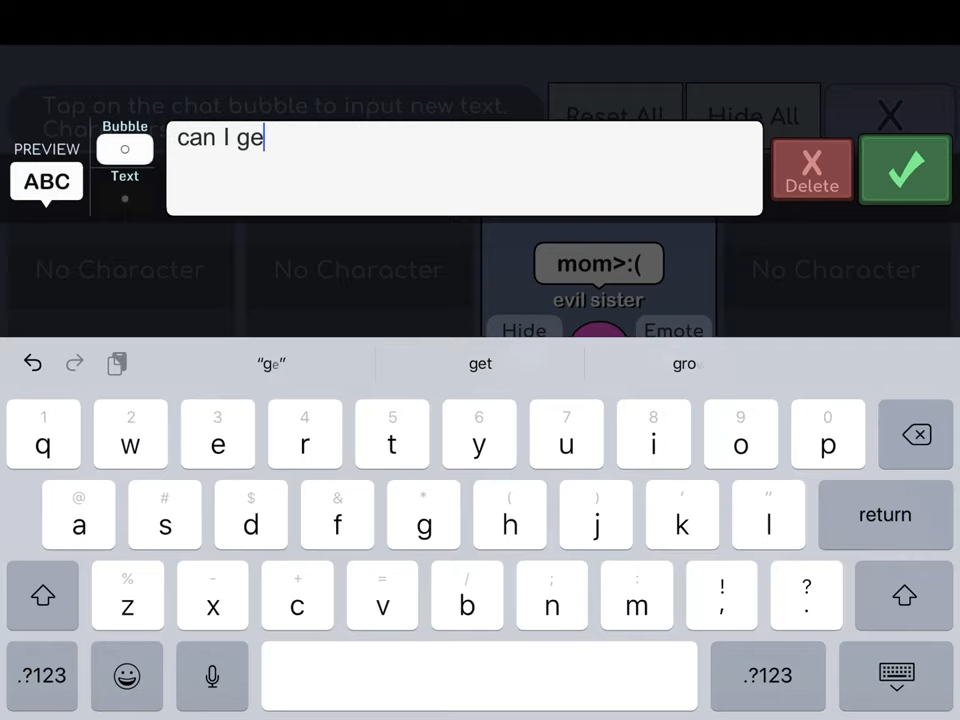 Tap on the chat bubble to input new text.
Reset All
Hide All
X
Bubble
can I ge
PREVIEW
ABC
Text
X
Delete
No Character
No Character
mom>:(
No Character
evil sister
Hide
Emote
“ge”
get
gro
1 2 3 4 5 6 7 8 9 0
q w e r t y u i o p
@ # $ & * ( ) ' "
a s d f g h j k l return
% - + = / ; : ! ?
z x c v b n m , .
.?123 .?123